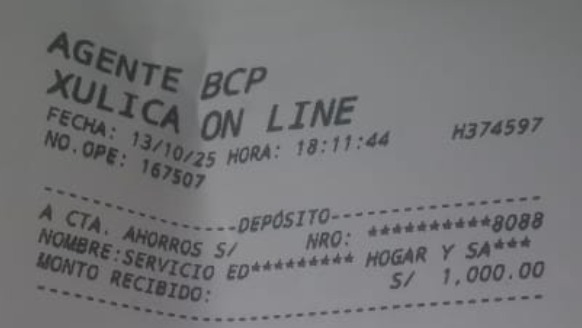 AGENTE BCP
XULICA ON LINE
FECHA: 13/10/25 HORA: 18:11:44 H374597
NO.OPE: 167507
--------------------DEPÓSITO--------------------
A CTA. AHORROS S/ NRO: **********8088
NOMBRE:SERVICIO ED********* HOGAR Y SA***
MONTO RECIBIDO: S/ 1,000.00
------------------------------------------------